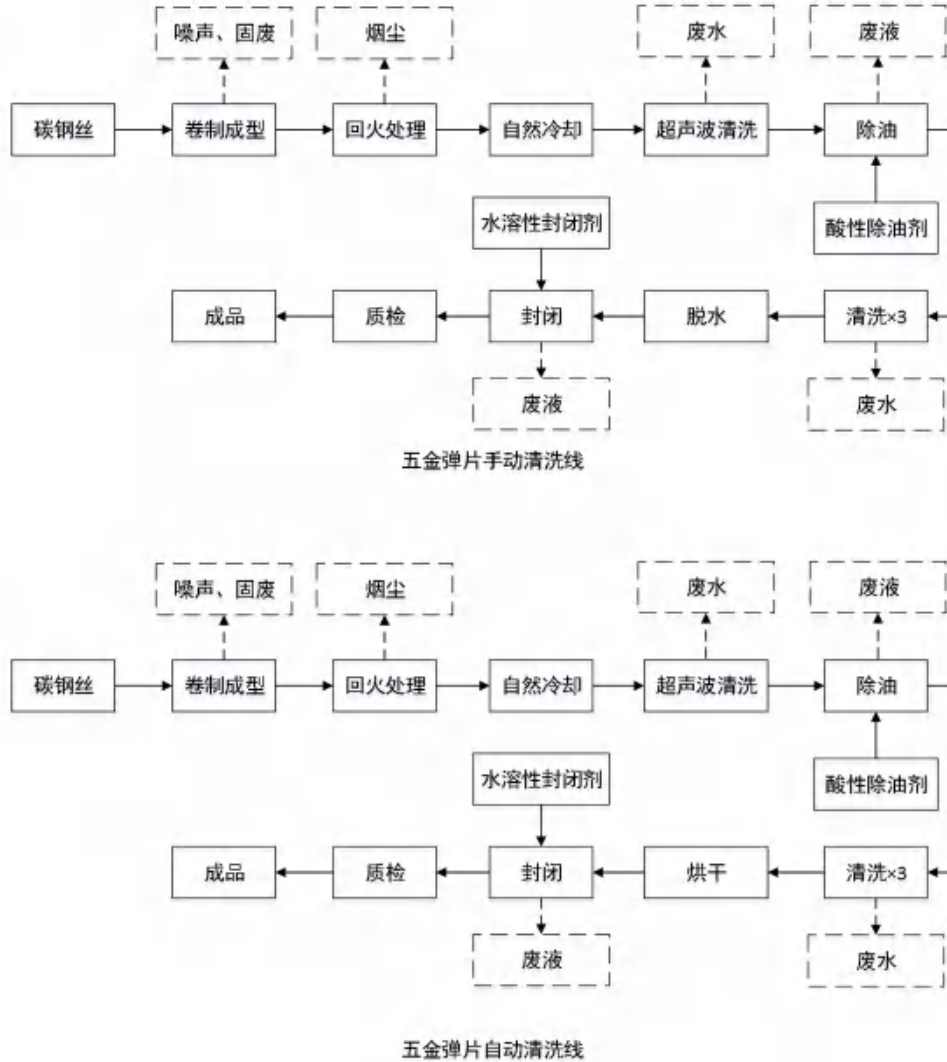 噪声、固废
烟尘
废水
废液
碳钢丝
卷制成型
回火处理
自然冷却
超声波清洗
除油
水溶性封闭剂
酸性除油剂
成品
质检
封闭
脱水
清洗×3
废液
废水
五金弹片手动清洗线
噪声、固废
烟尘
废水
废液
碳钢丝
卷制成型
回火处理
自然冷却
超声波清洗
除油
水溶性封闭剂
酸性除油剂
成品
质检
封闭
烘干
清洗×3
废液
废水
五金弹片自动清洗线